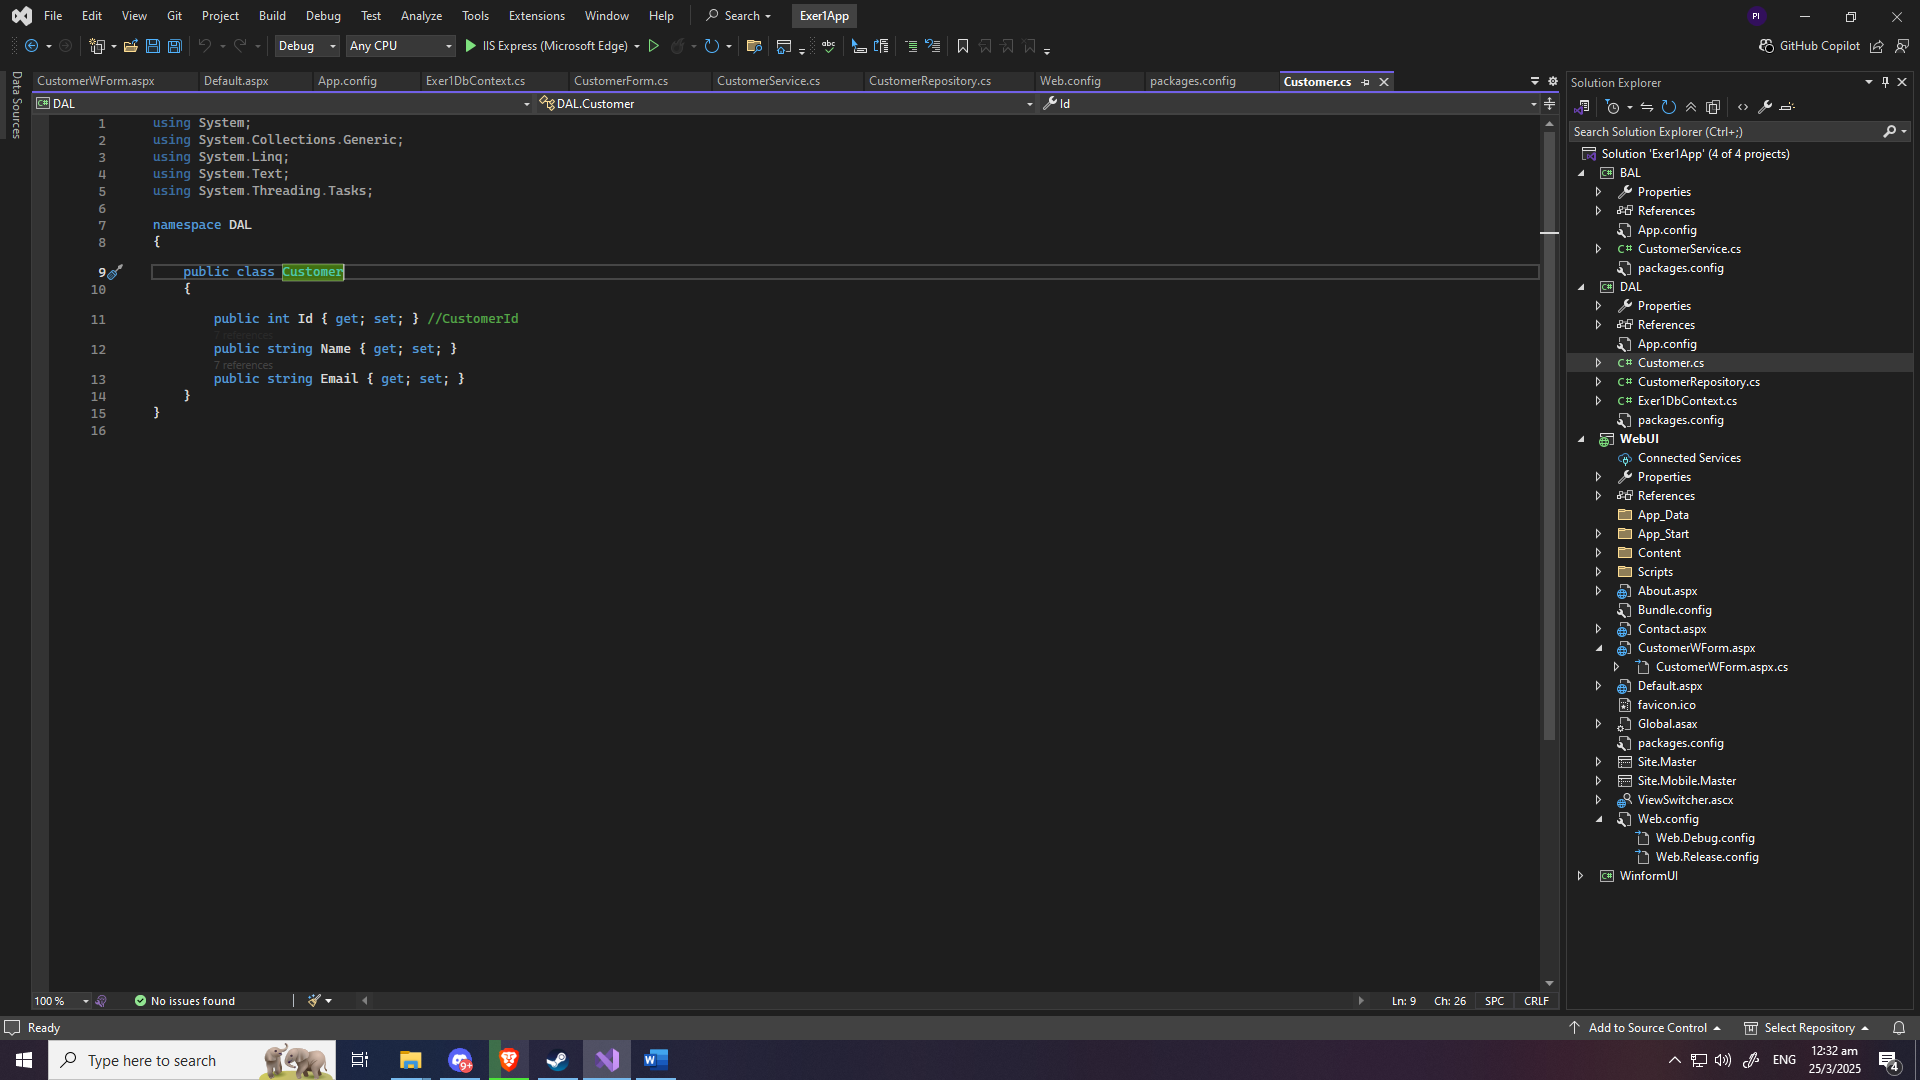 File Edit View Git Project Build Debug Test Analyze Tools Extensions Window Help Search Exer1App PI
Debug Any CPU IIS Express (Microsoft Edge) GitHub Copilot
Data Sources
CustomerWForm.aspx Default.aspx App.config Exer1DbContext.cs CustomerForm.cs CustomerService.cs CustomerRepository.cs Web.config packages.config Customer.cs
DAL DAL.Customer Id
1 using System;
2 using System.Collections.Generic;
3 using System.Linq;
4 using System.Text;
5 using System.Threading.Tasks;
6
7 namespace DAL
8 {
9 public class Customer
10 {
11 public int Id { get; set; } //CustomerId
7 references
12 public string Name { get; set; }
7 references
13 public string Email { get; set; }
14 }
15 }
16
100 % No issues found Ln: 9 Ch: 26 SPC CRLF
Solution Explorer
Search Solution Explorer (Ctrl+;)
Solution 'Exer1App' (4 of 4 projects)
C# BAL
Properties
References
App.config
C# CustomerService.cs
packages.config
C# DAL
Properties
References
App.config
C# Customer.cs
C# CustomerRepository.cs
C# Exer1DbContext.cs
packages.config
WebUI
Connected Services
Properties
References
App_Data
App_Start
Content
Scripts
About.aspx
Bundle.config
Contact.aspx
CustomerWForm.aspx
CustomerWForm.aspx.cs
Default.aspx
favicon.ico
Global.asax
packages.config
Site.Master
Site.Mobile.Master
ViewSwitcher.ascx
Web.config
Web.Debug.config
Web.Release.config
C# WinformUI
Ready Add to Source Control Select Repository
Type here to search 9+ ENG 12:32 am
25/3/2025 4